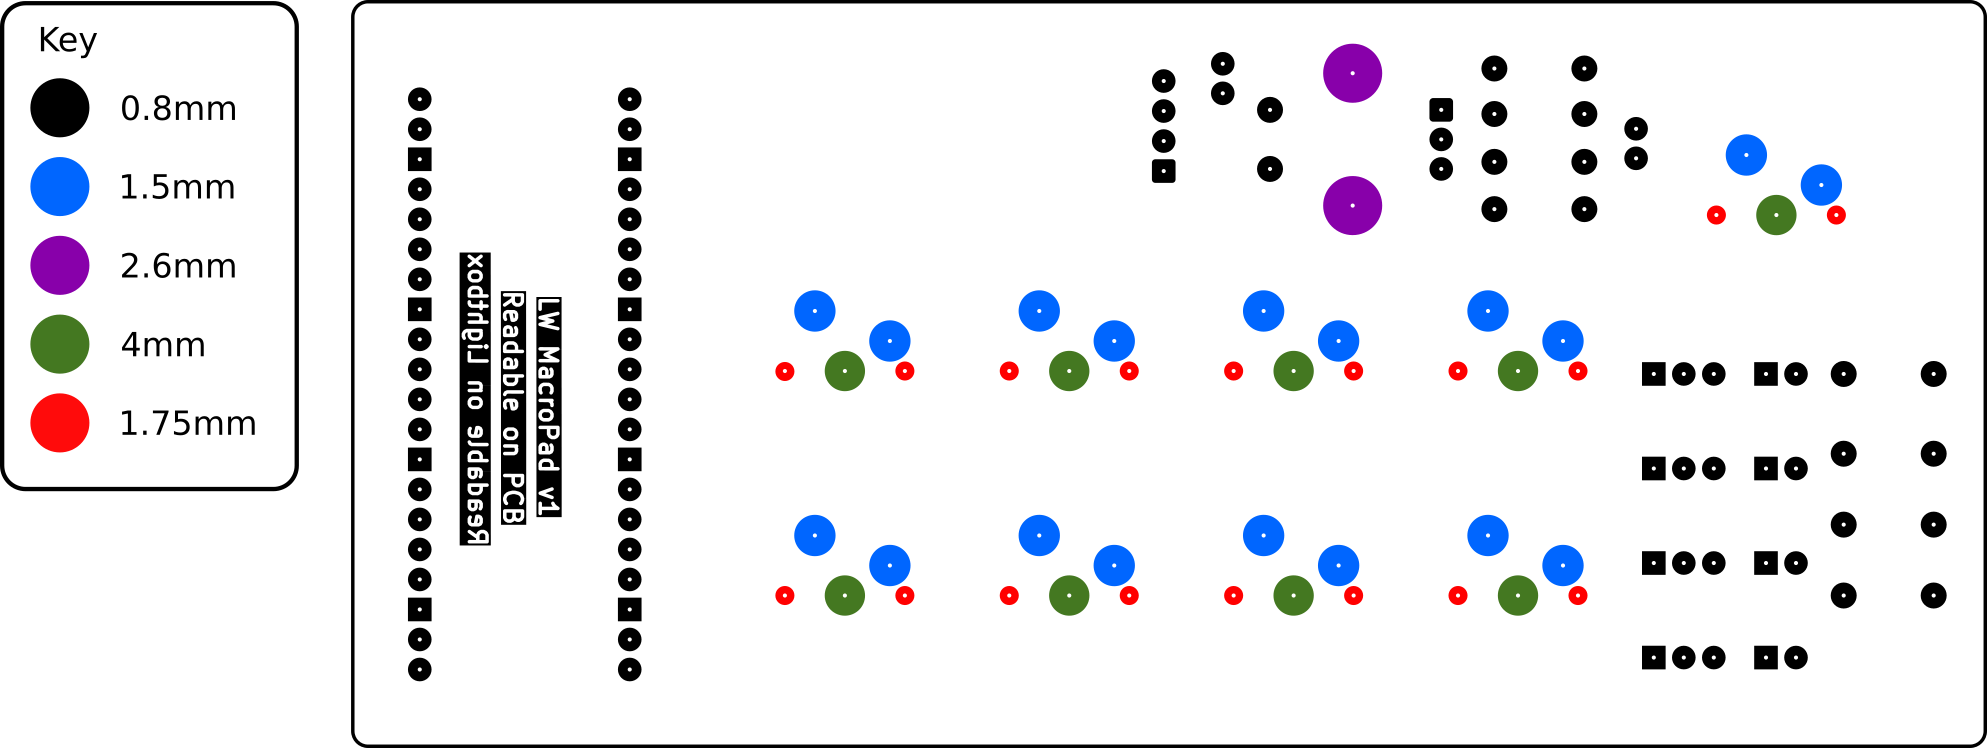 Key
0.8mm
1.5mm
2.6mm
4mm
1.75mm
LW MacroPad v1
Readable on PCB
Readable on Lightbox